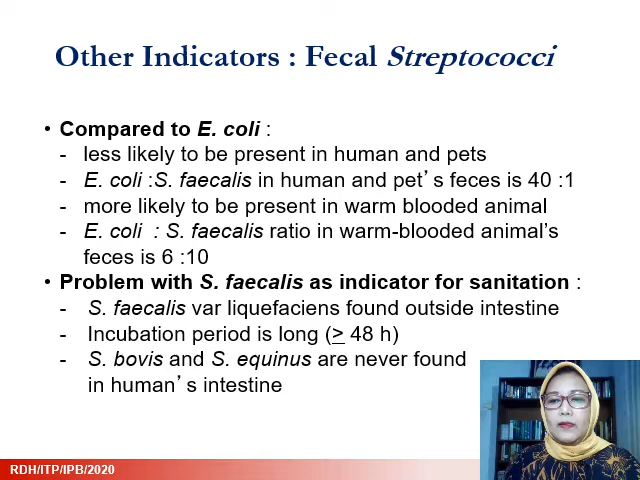 Other Indicators : Fecal Streptococci
• Compared to E. coli :
- less likely to be present in human and pets
- E. coli :S. faecalis in human and pet’s feces is 40 :1
- more likely to be present in warm blooded animal
- E. coli : S. faecalis ratio in warm-blooded animal’s
feces is 6 :10
• Problem with S. faecalis as indicator for sanitation :
- S. faecalis var liquefaciens found outside intestine
- Incubation period is long (≥ 48 h)
- S. bovis and S. equinus are never found
in human’s intestine
RDH/ITP/IPB/2020